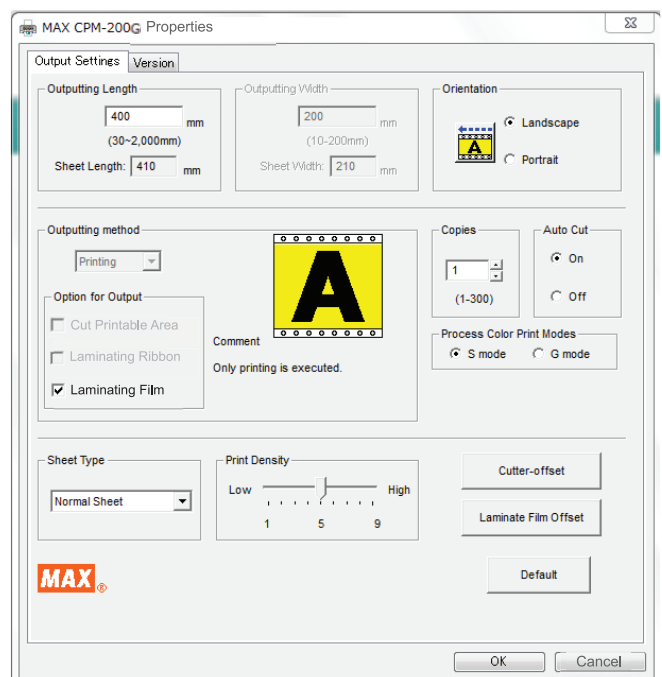 MAX CPM-200G Properties
Output Settings Version
Outputting Length
400 mm
(30~2,000mm)
Sheet Length: 410 mm
Outputting Width
200 mm
(10-200mm)
Sheet Width: 210 mm
Orientation
A
Landscape
Portrait
Outputting method
Printing
Option for Output
Cut Printable Area
Laminating Ribbon
Laminating Film
A
Comment
Only printing is executed.
Copies
1
(1-300)
Auto Cut
On
Off
Process Color Print Modes
S mode G mode
Sheet Type
Normal Sheet
Print Density
Low High
1 5 9
Cutter-offset
Laminate Film Offset
Default
MAX®
OK Cancel